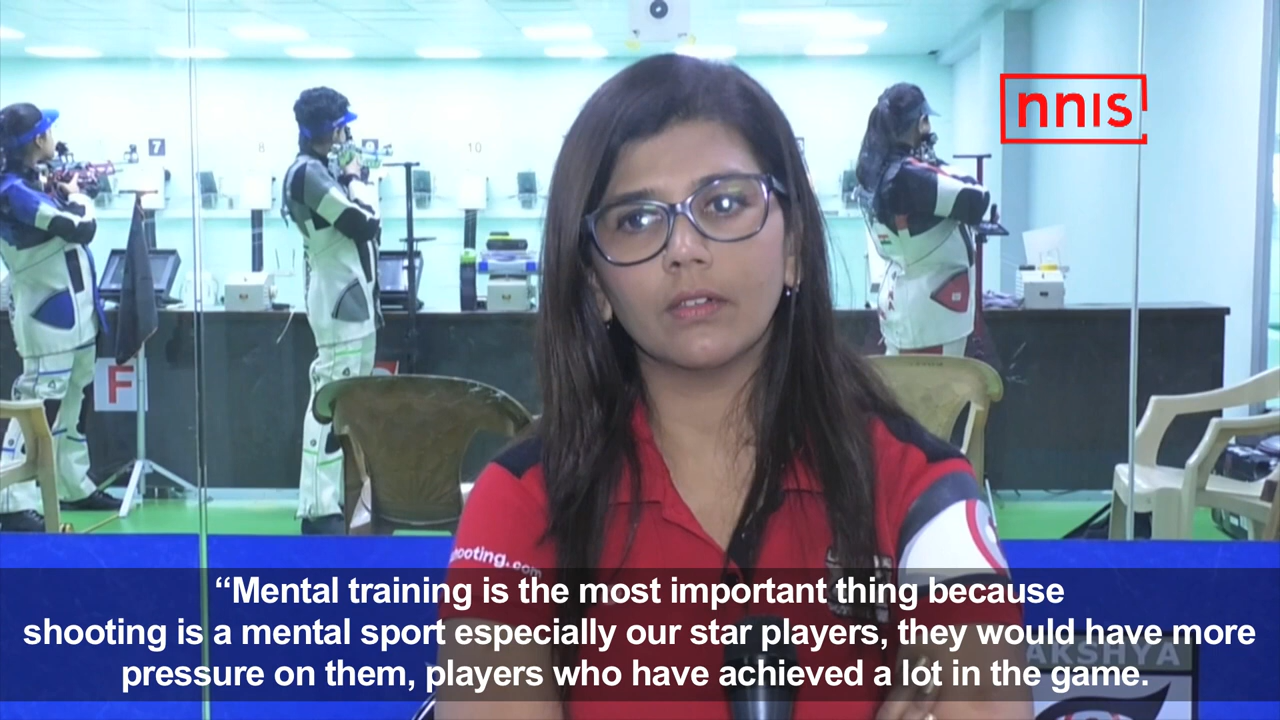 nnis
7
8
10
F
shooting.com
“Mental training is the most important thing because
shooting is a mental sport especially our star players, they would have more
pressure on them, players who have achieved a lot in the game.
AKSHYA